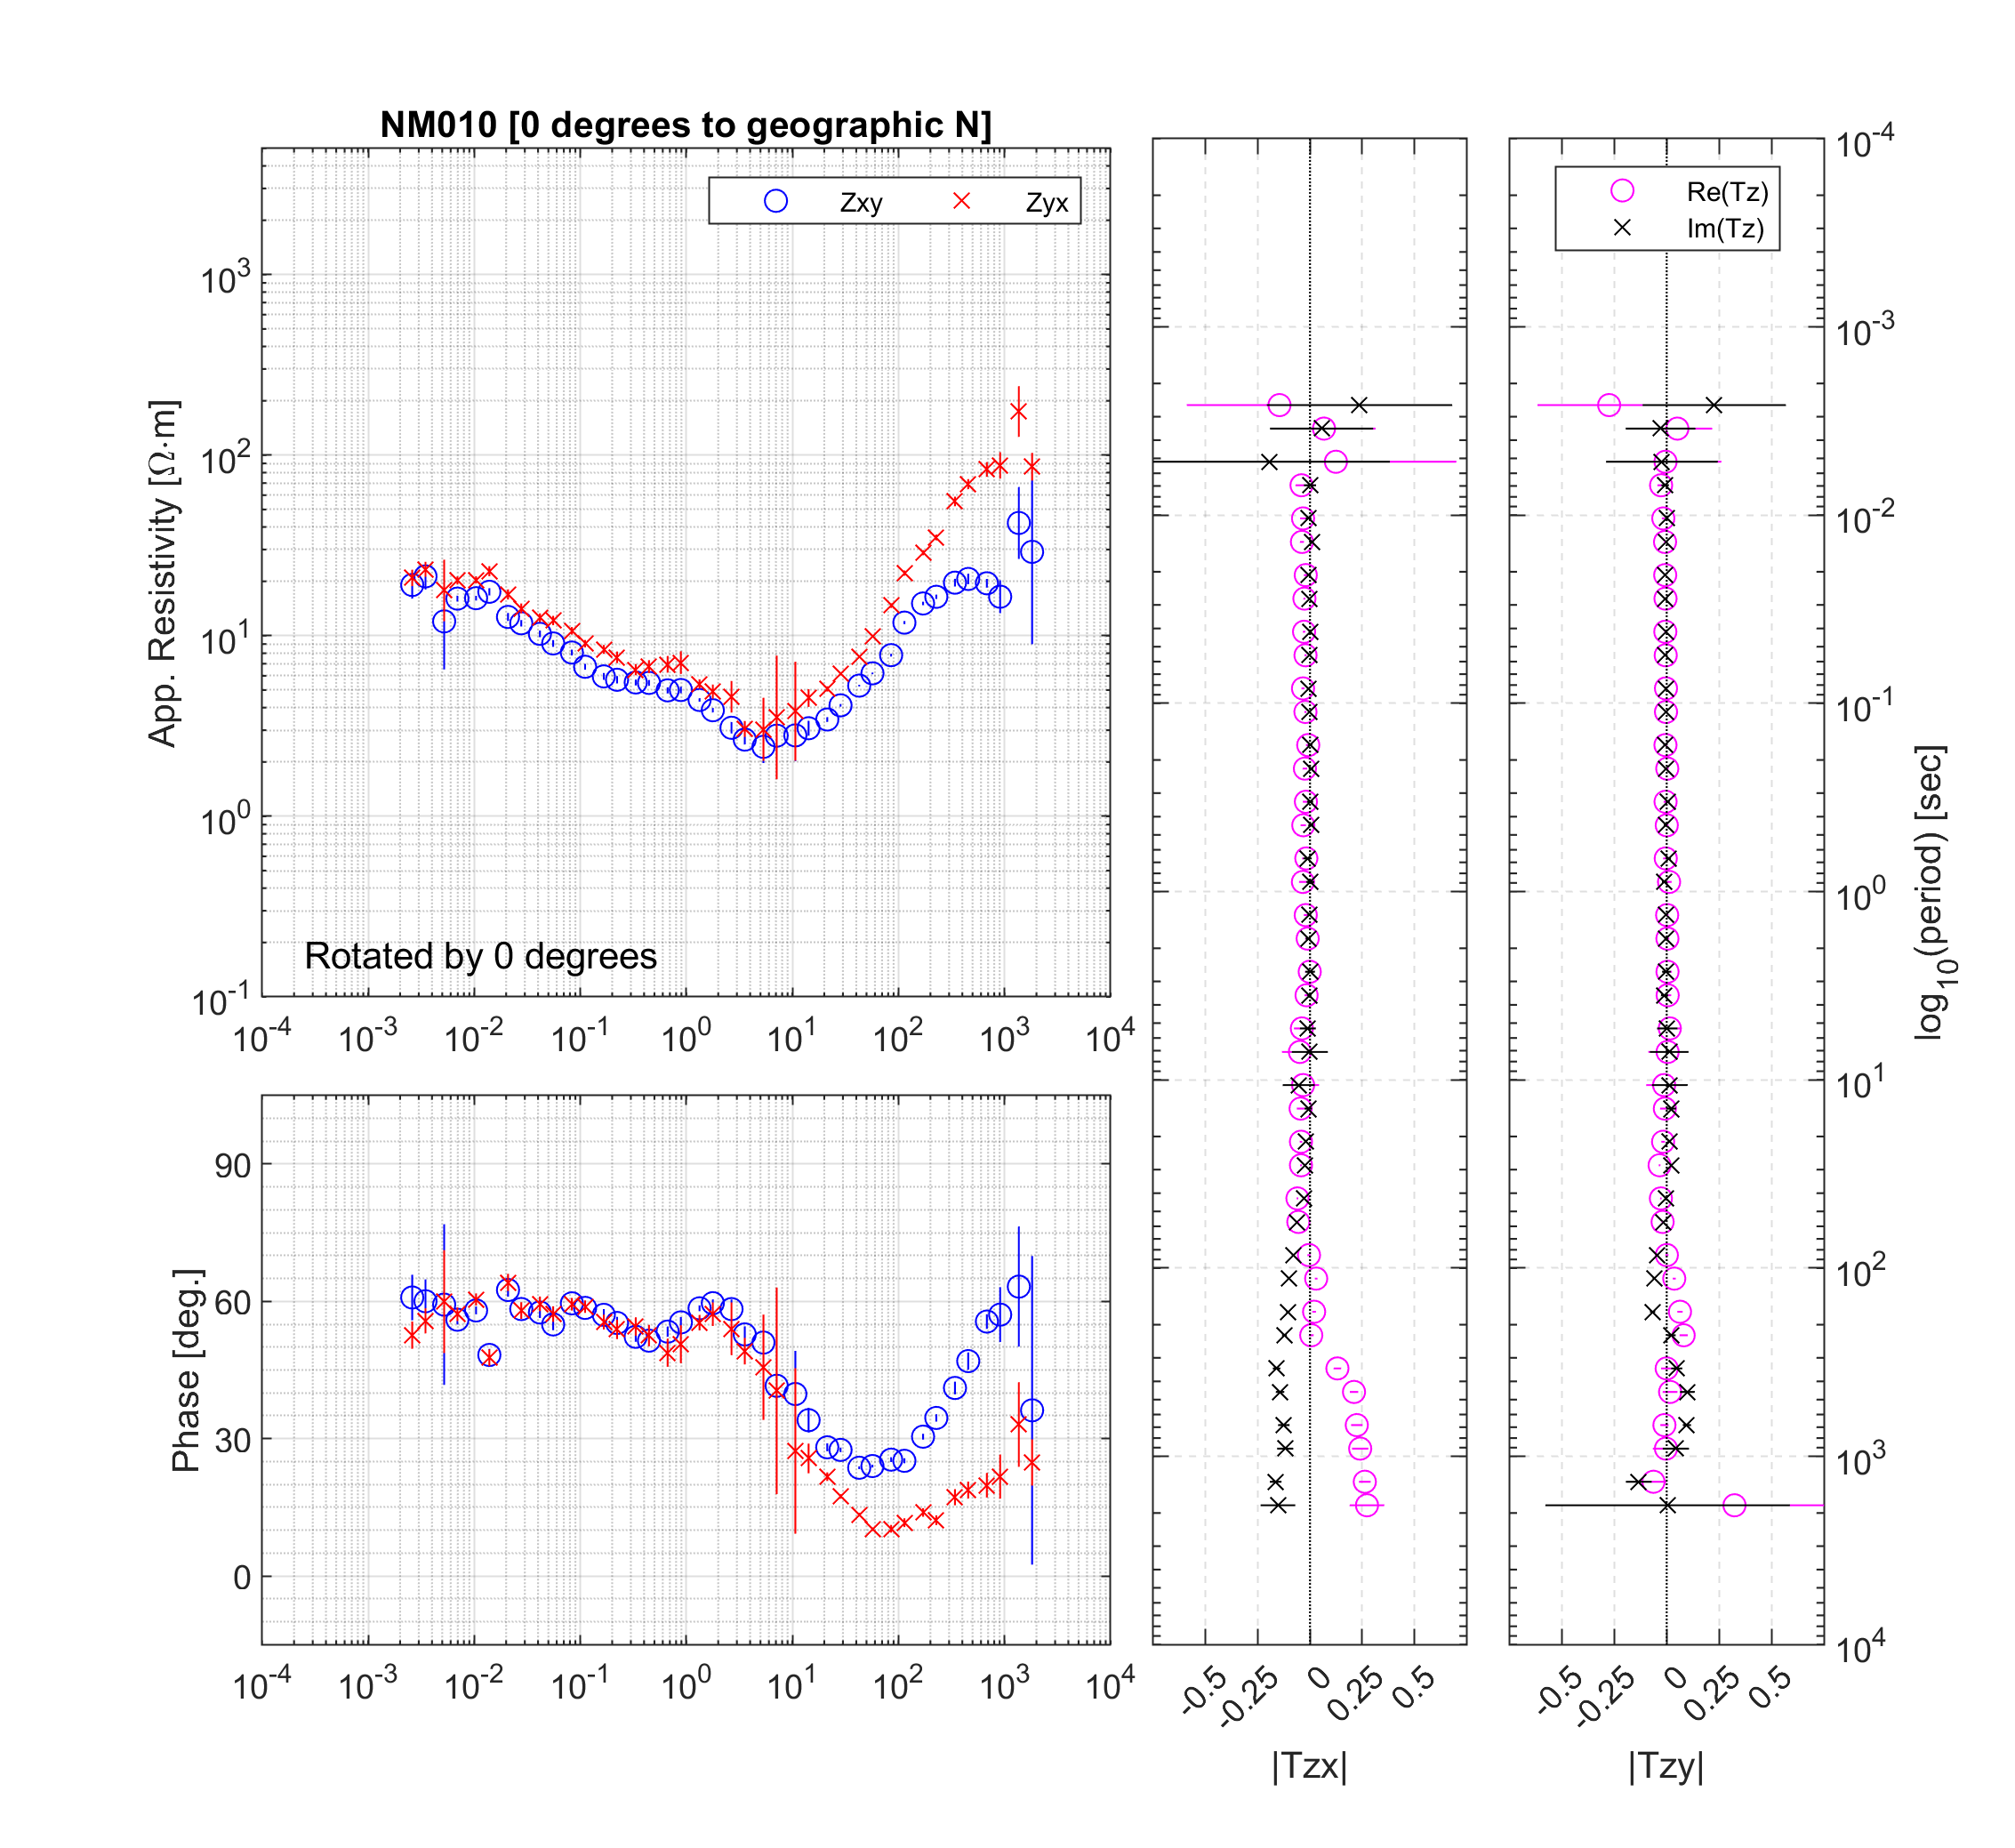 NM010 [0 degrees to geographic N]
Zxy Zyx
App. Resistivity [Ω·m]
10^3
10^2
10^1
10^0
10^-1
Rotated by 0 degrees
10^-4 10^-3 10^-2 10^-1 10^0 10^1 10^2 10^3 10^4
Phase [deg.]
90
60
30
0
10^-4 10^-3 10^-2 10^-1 10^0 10^1 10^2 10^3 10^4
-0.5 -0.25 0 0.25 0.5
|Tzx|
Re(Tz)
Im(Tz)
-0.5 -0.25 0 0.25 0.5
|Tzy|
10^-4
10^-3
10^-2
10^-1
10^0
10^1
10^2
10^3
10^4
log_10(period) [sec]